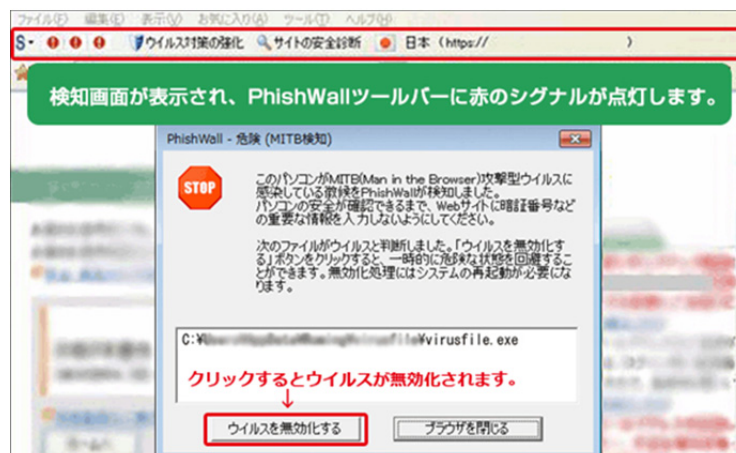 ファイル(F) 編集(E) 表示(V) お気に入り(A) ツール(T) ヘルプ(H)
S ウイルス対策の強化 サイトの安全診断 日本 (https:// )
検知画面が表示され、PhishWallツールバーに赤のシグナルが点灯します。
PhishWall - 危険 (MITB検知)
STOP
このパソコンがMITB(Man in the Browser)攻撃型ウイルスに
感染している徴候をPhishWallが検知しました。
パソコンの安全が確認できるまで、Webサイトに暗証番号など
の重要な情報を入力しないようにしてください。
次のファイルがウイルスと判断しました。「ウイルスを無効化す
る」ボタンをクリックすると、一時的に危険な状態を回避するこ
とができます。無効化処理にはシステムの再起動が必要にな
ります。
C:¥ ¥virusfile.exe
クリックするとウイルスが無効化されます。
↓
ウイルスを無効化する ブラウザを閉じる